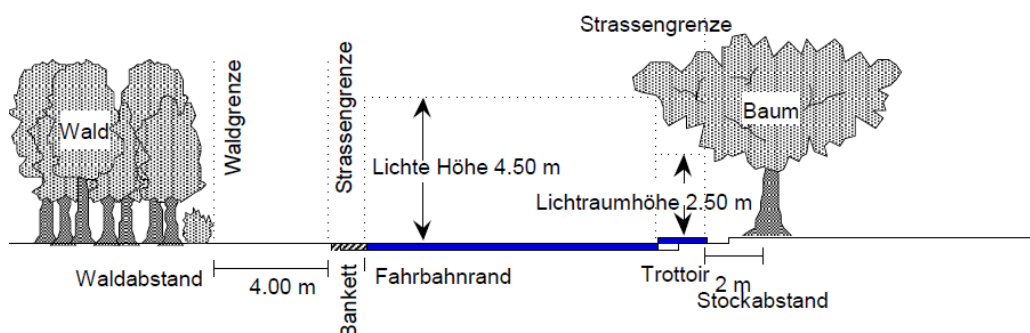 Strassengrenze
Waldgrenze
Strassengrenze
Wald
Baum
Lichte Höhe 4.50 m
Lichtraumhöhe 2.50 m
Waldabstand
4.00 m
Bankett
Fahrbahnrand
Trottoir
2 m
Stockabstand